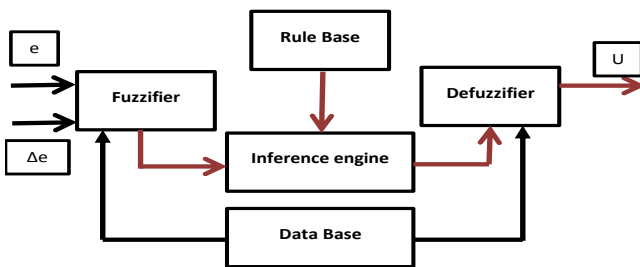 e
Rule Base
U
Fuzzifier
Defuzzifier
Δe
Inference engine
Data Base